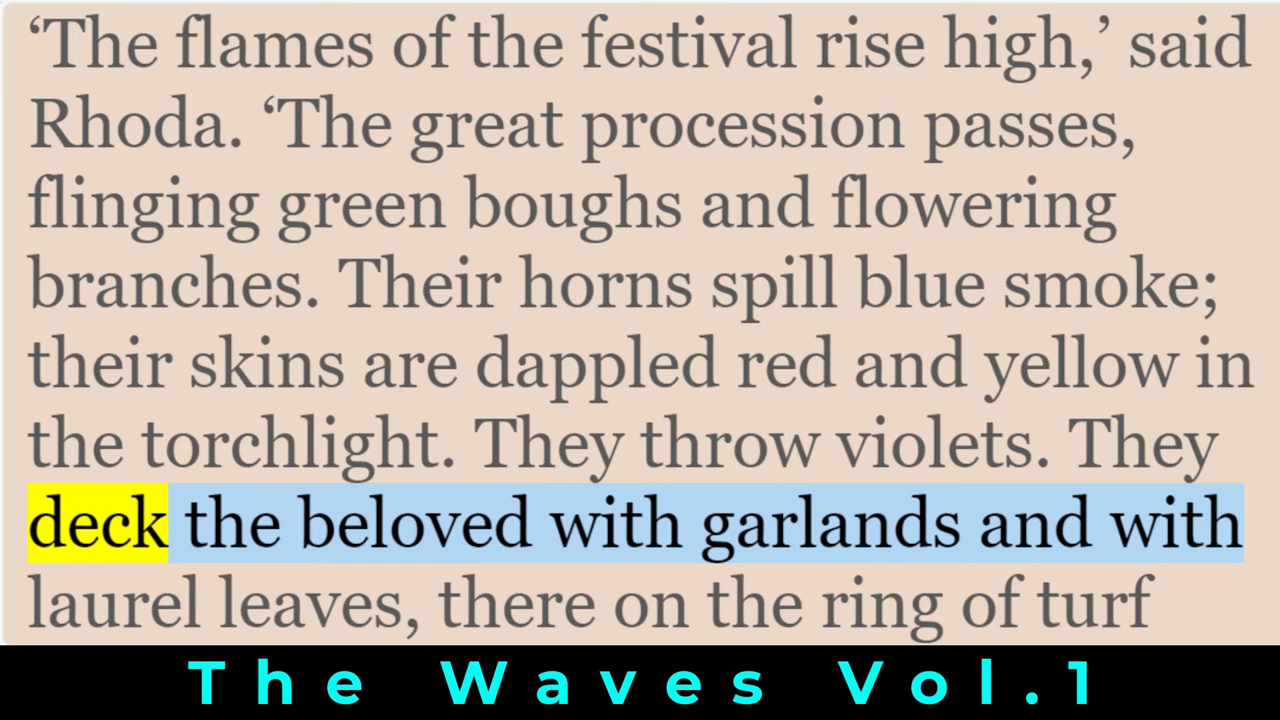 ‘The flames of the festival rise high,’ said
Rhoda. ‘The great procession passes,
flinging green boughs and flowering
branches. Their horns spill blue smoke;
their skins are dappled red and yellow in
the torchlight. They throw violets. They
deck the beloved with garlands and with
laurel leaves, there on the ring of turf
The Waves Vol.1